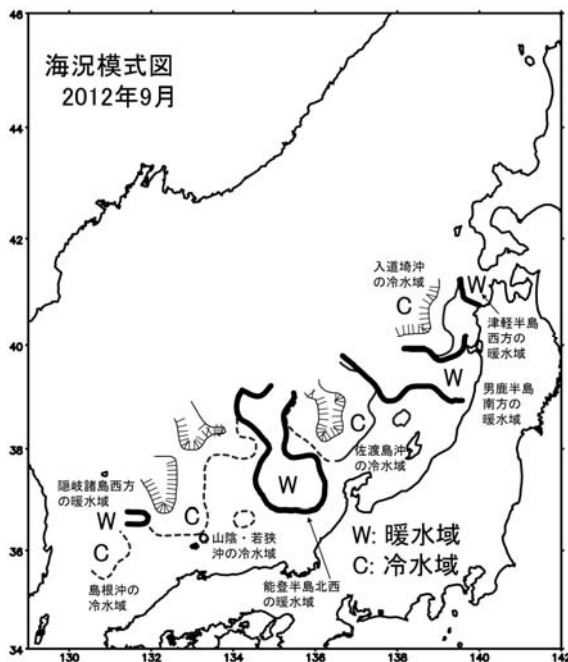 海況模式図
2012年9月
46
44
42
40
38
36
34
入道埼沖
の冷水域
C
W
津軽半島
西方の
暖水域
W
男鹿半島
南方の
暖水域
C
佐渡島沖
の冷水域
W
隠岐諸島西方
の暖水域
W
C
C
山陰・若狭
沖の冷水域
島根沖の
冷水域
能登半島北西
の暖水域
W: 暖水域
C: 冷水域
130
132
134
136
138
140
142